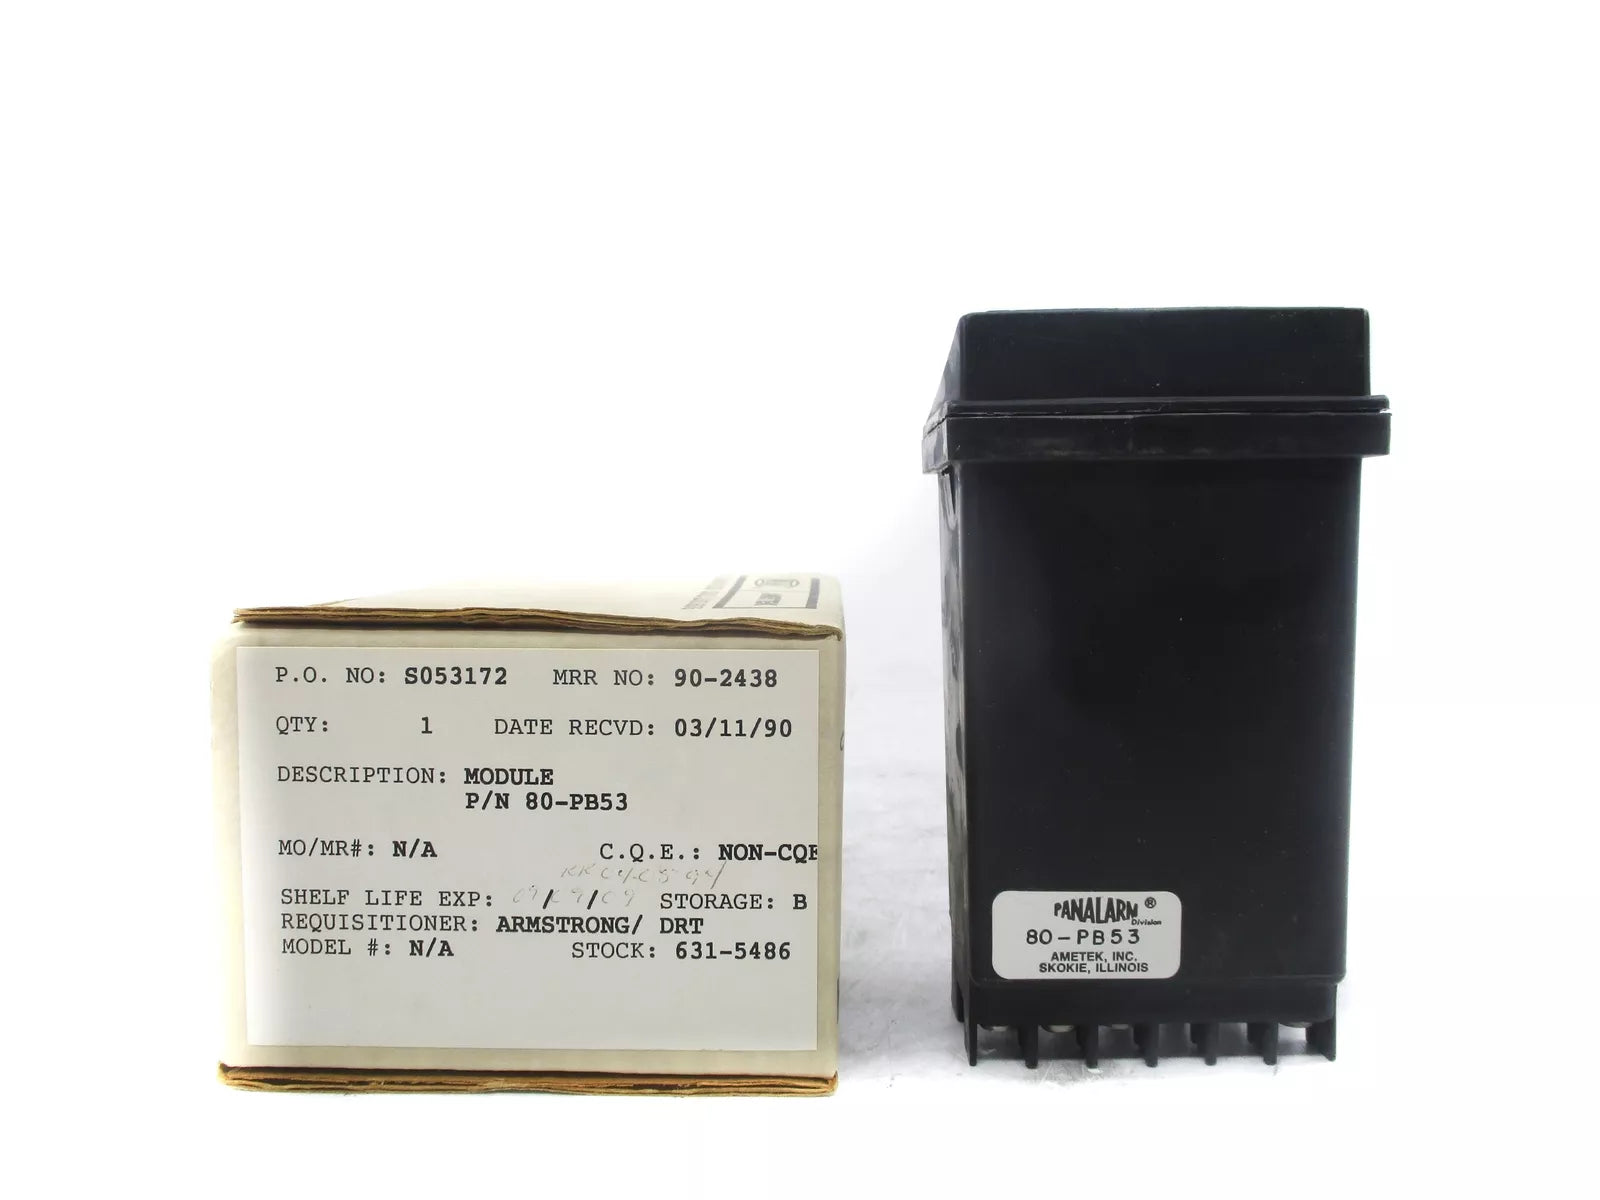 P.O. NO: S053172 MRR NO: 90-2438
QTY: 1 DATE RECVD: 03/11/90
DESCRIPTION: MODULE
P/N 80-PB53
MO/MR#: N/A C.Q.E.: NON-CQE
SHELF LIFE EXP: STORAGE: B
REQUISITIONER: ARMSTRONG/ DRT
MODEL #: N/A STOCK: 631-5486
PANALARM ®
Division
80-PB53
AMETEK, INC.
SKOKIE, ILLINOIS